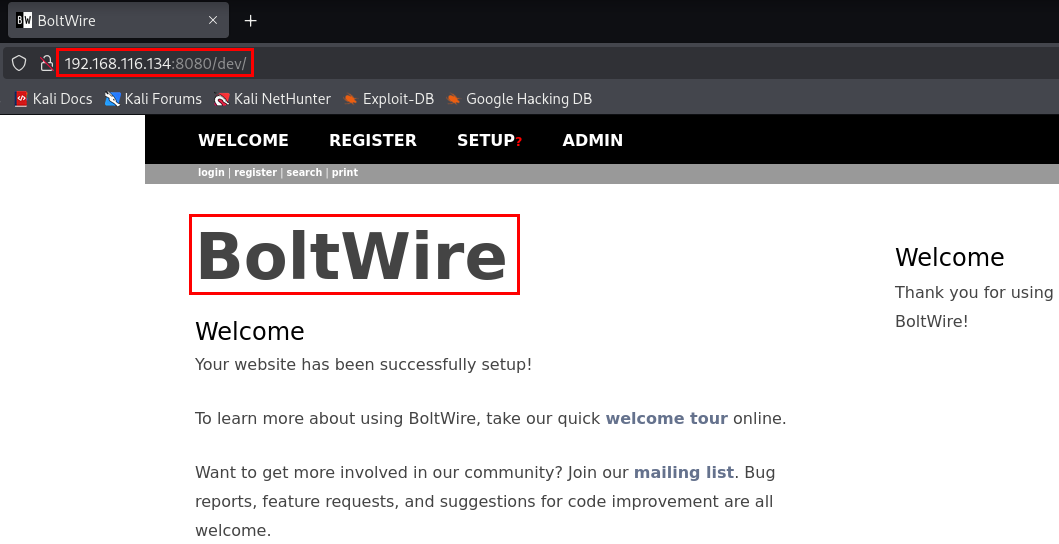 BW BoltWire
192.168.116.134:8080/dev/
Kali Docs Kali Forums Kali NetHunter Exploit-DB Google Hacking DB
WELCOME REGISTER SETUP? ADMIN
login | register | search | print
BoltWire
Welcome
Your website has been successfully setup!
To learn more about using BoltWire, take our quick welcome tour online.
Want to get more involved in our community? Join our mailing list. Bug
reports, feature requests, and suggestions for code improvement are all
welcome.
Welcome
Thank you for using
BoltWire!